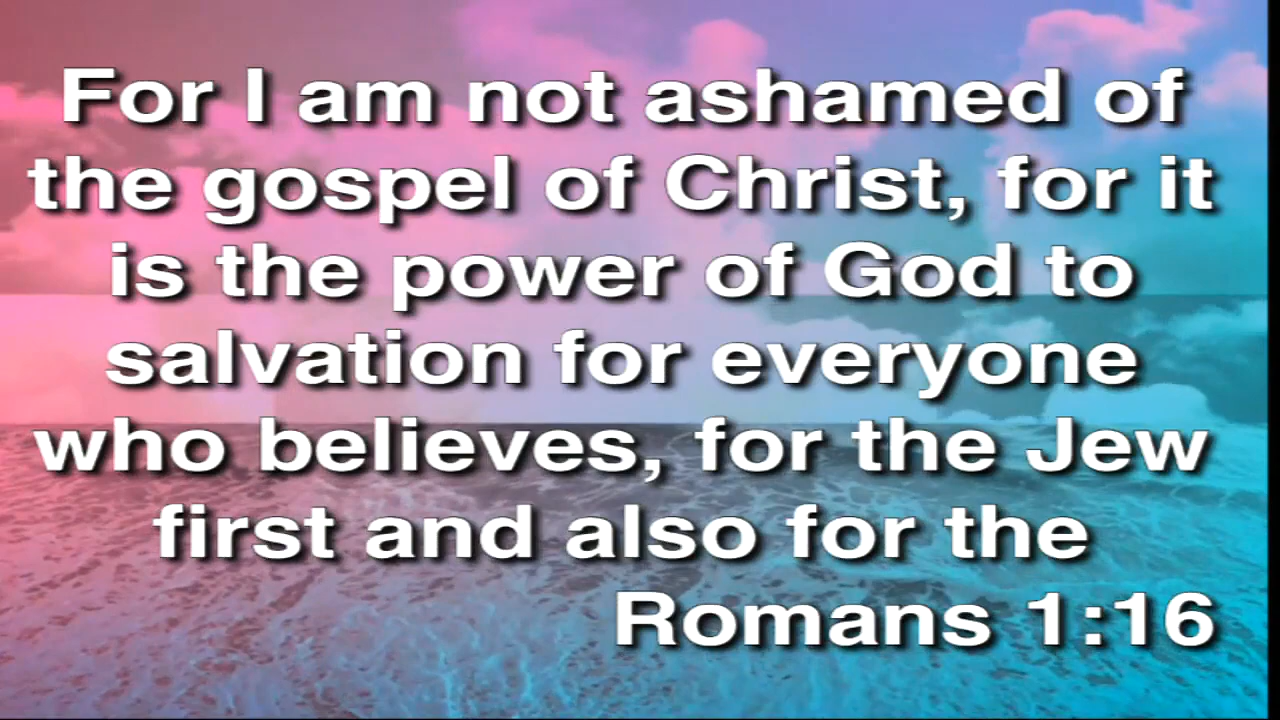 For I am not ashamed of
the gospel of Christ, for it
is the power of God to
salvation for everyone
who believes, for the Jew
first and also for the
Romans 1:16